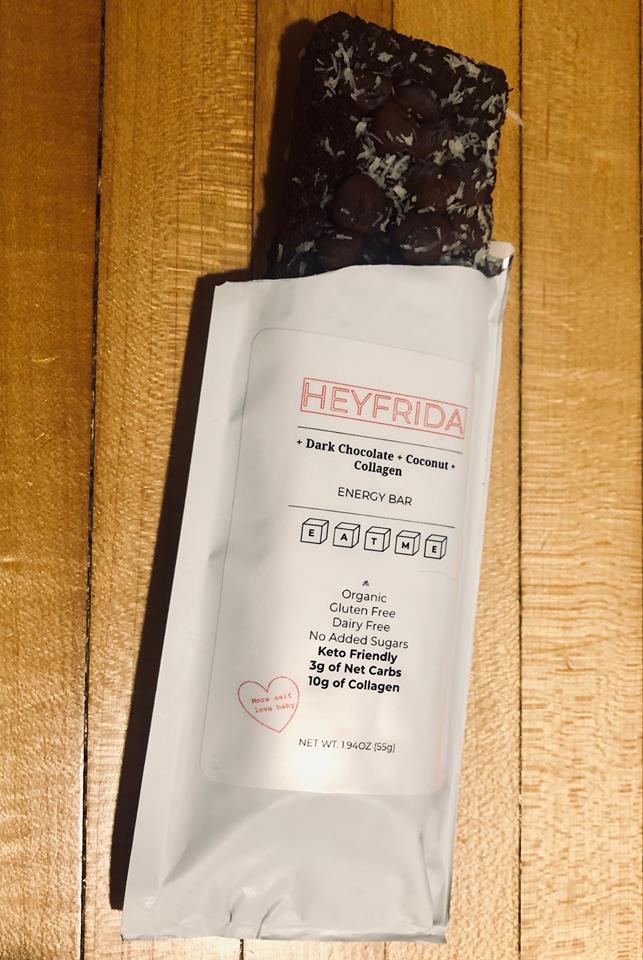 HEYFRIDA
+ Dark Chocolate + Coconut +
Collagen
ENERGY BAR
E A T M E
Organic
Gluten Free
Dairy Free
No Added Sugars
Keto Friendly
3g of Net Carbs
10g of Collagen
More self
love baby
NET WT. 1.94OZ (55g)